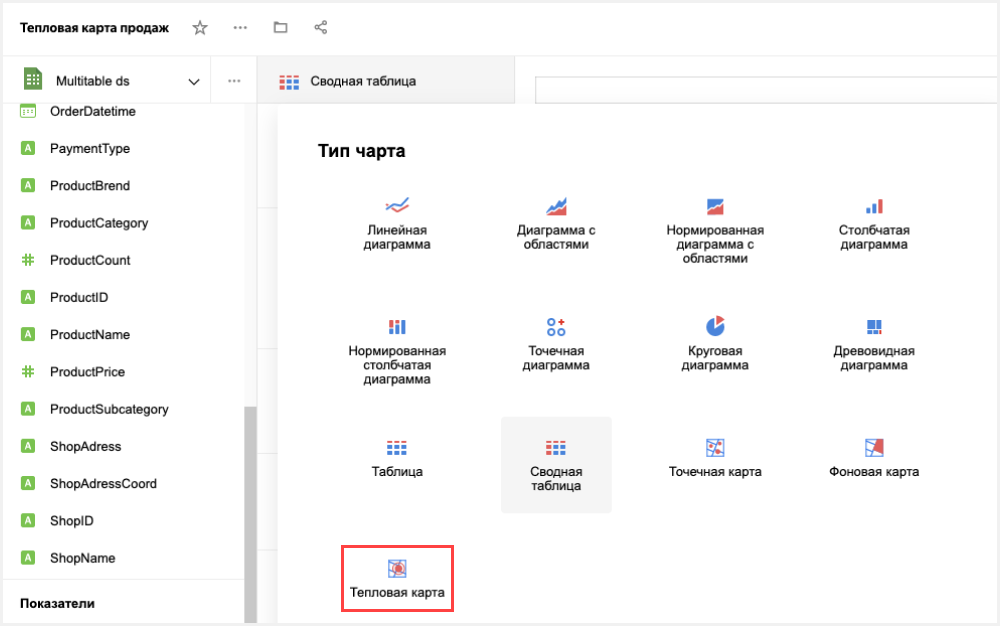 Тепловая карта продаж
Multitable ds
OrderDatetime
PaymentType
ProductBrend
ProductCategory
ProductCount
ProductID
ProductName
ProductPrice
ProductSubcategory
ShopAdress
ShopAdressCoord
ShopID
ShopName
Показатели
Сводная таблица
Тип чарта
Линейная
диаграмма
Диаграмма с
областями
Нормированная
диаграмма с
областями
Столбчатая
диаграмма
Нормированная
столбчатая
диаграмма
Точечная
диаграмма
Круговая
диаграмма
Древовидная
диаграмма
Таблица
Сводная
таблица
Точечная карта
Фоновая карта
Тепловая карта